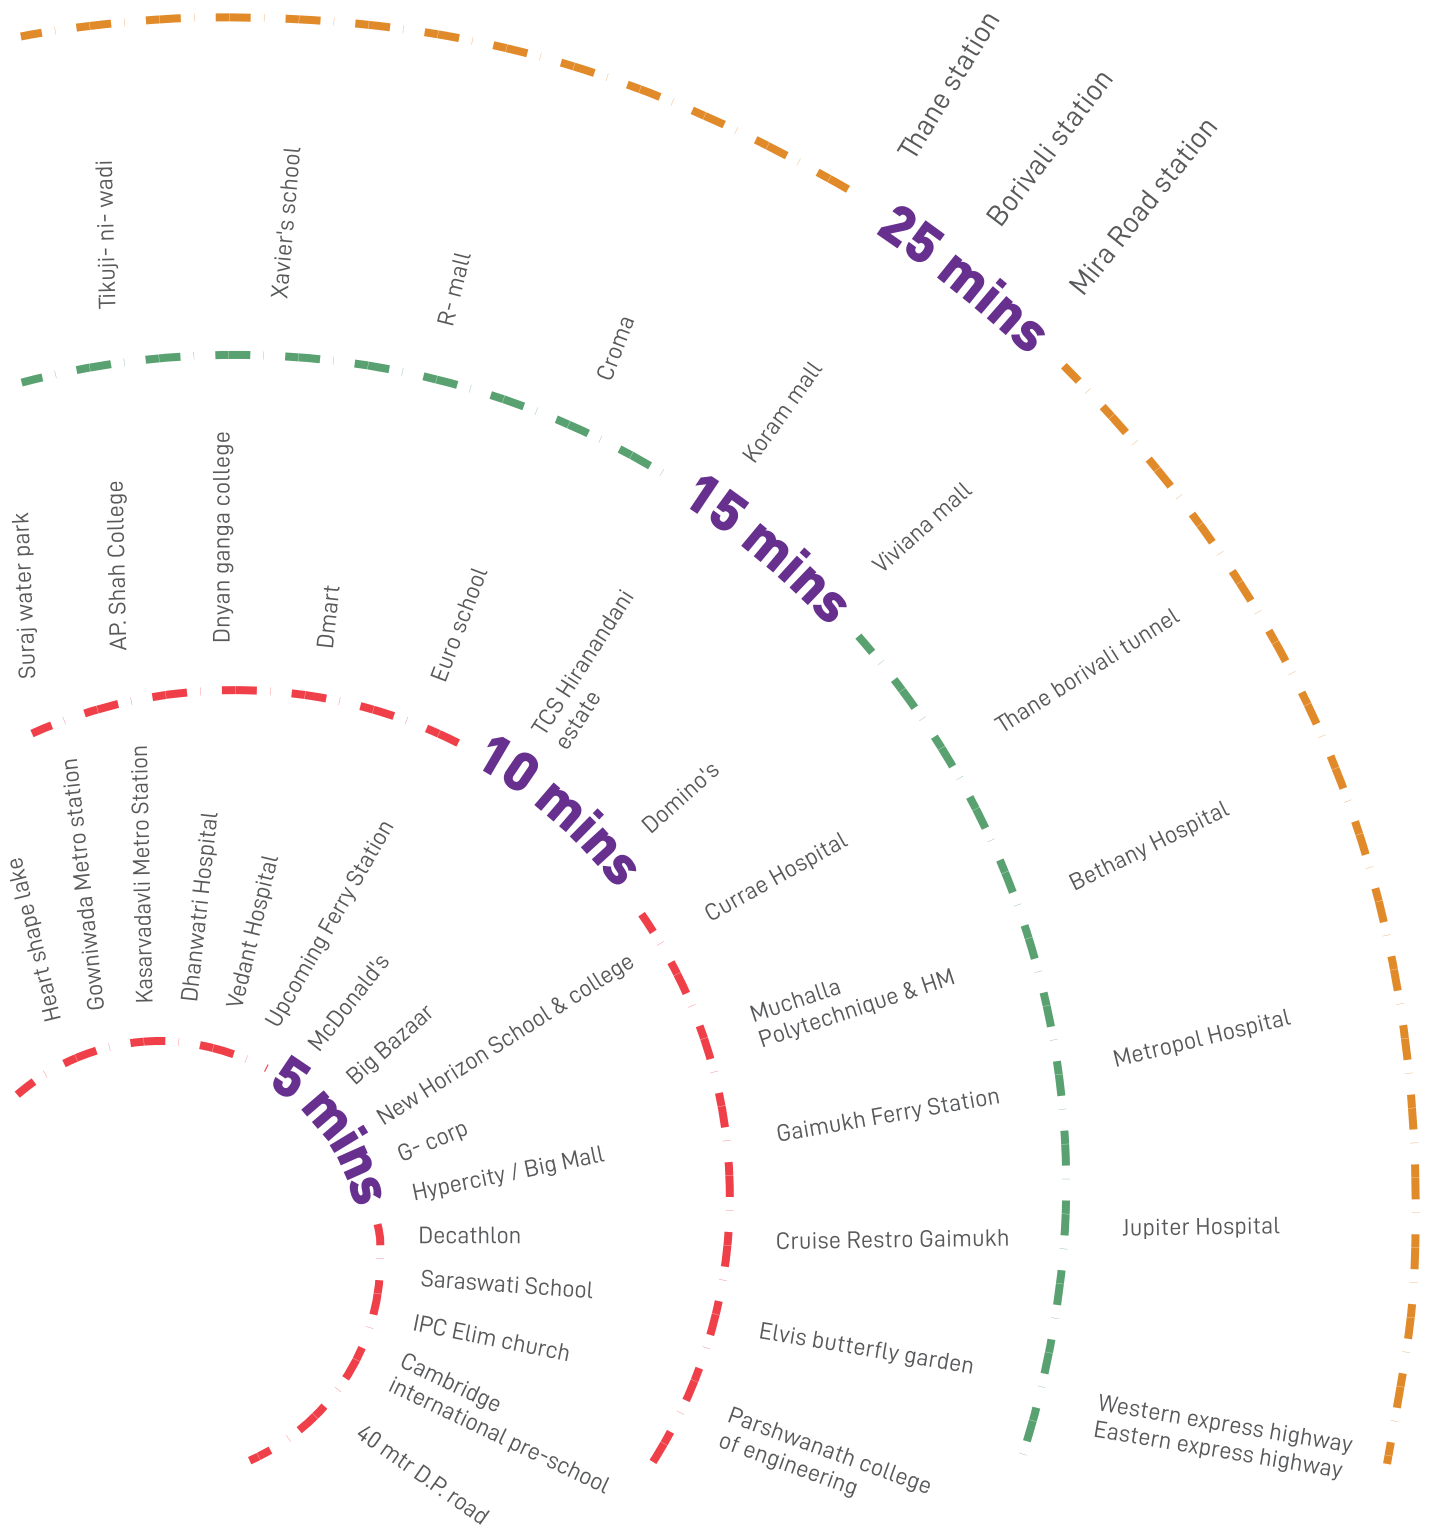 25 mins
Thane station
Borivali station
Mira Road station
15 mins
Tikuji- ni- wadi
Xavier's school
R- mall
Croma
Koram mall
Viviana mall
Thane borivali tunnel
Bethany Hospital
Metropol Hospital
Jupiter Hospital
Western express highway
Eastern express highway
10 mins
Suraj water park
AP. Shah College
Dnyan ganga college
Dmart
Euro school
TCS Hiranandani
estate
Domino's
Currae Hospital
Muchalla
Polytechnique & HM
Gaimukh Ferry Station
Cruise Restro Gaimukh
Elvis butterfly garden
Parshwanath college
of engineering
5 mins
Heart shape lake
Gowniwada Metro station
Kasarvadavli Metro Station
Dhanwatri Hospital
Vedant Hospital
Upcoming Ferry Station
McDonald's
Big Bazaar
New Horizon School & college
G- corp
Hypercity / Big Mall
Decathlon
Saraswati School
IPC Elim church
Cambridge
international pre-school
40 mtr D.P. road